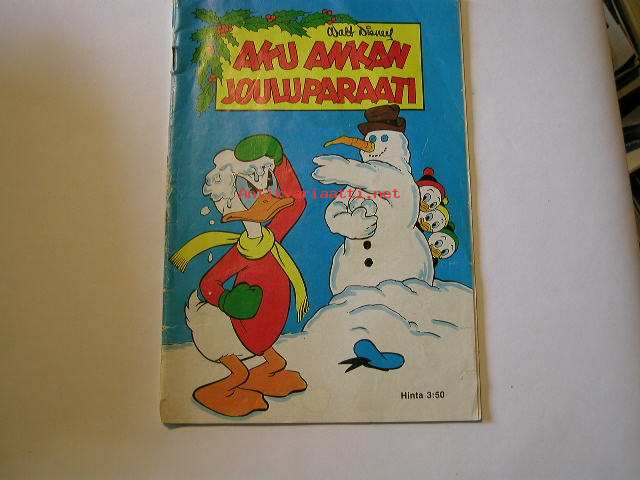 Walt Disney
AKU ANKAN
JOULUPARAATI
Hinta 3:50